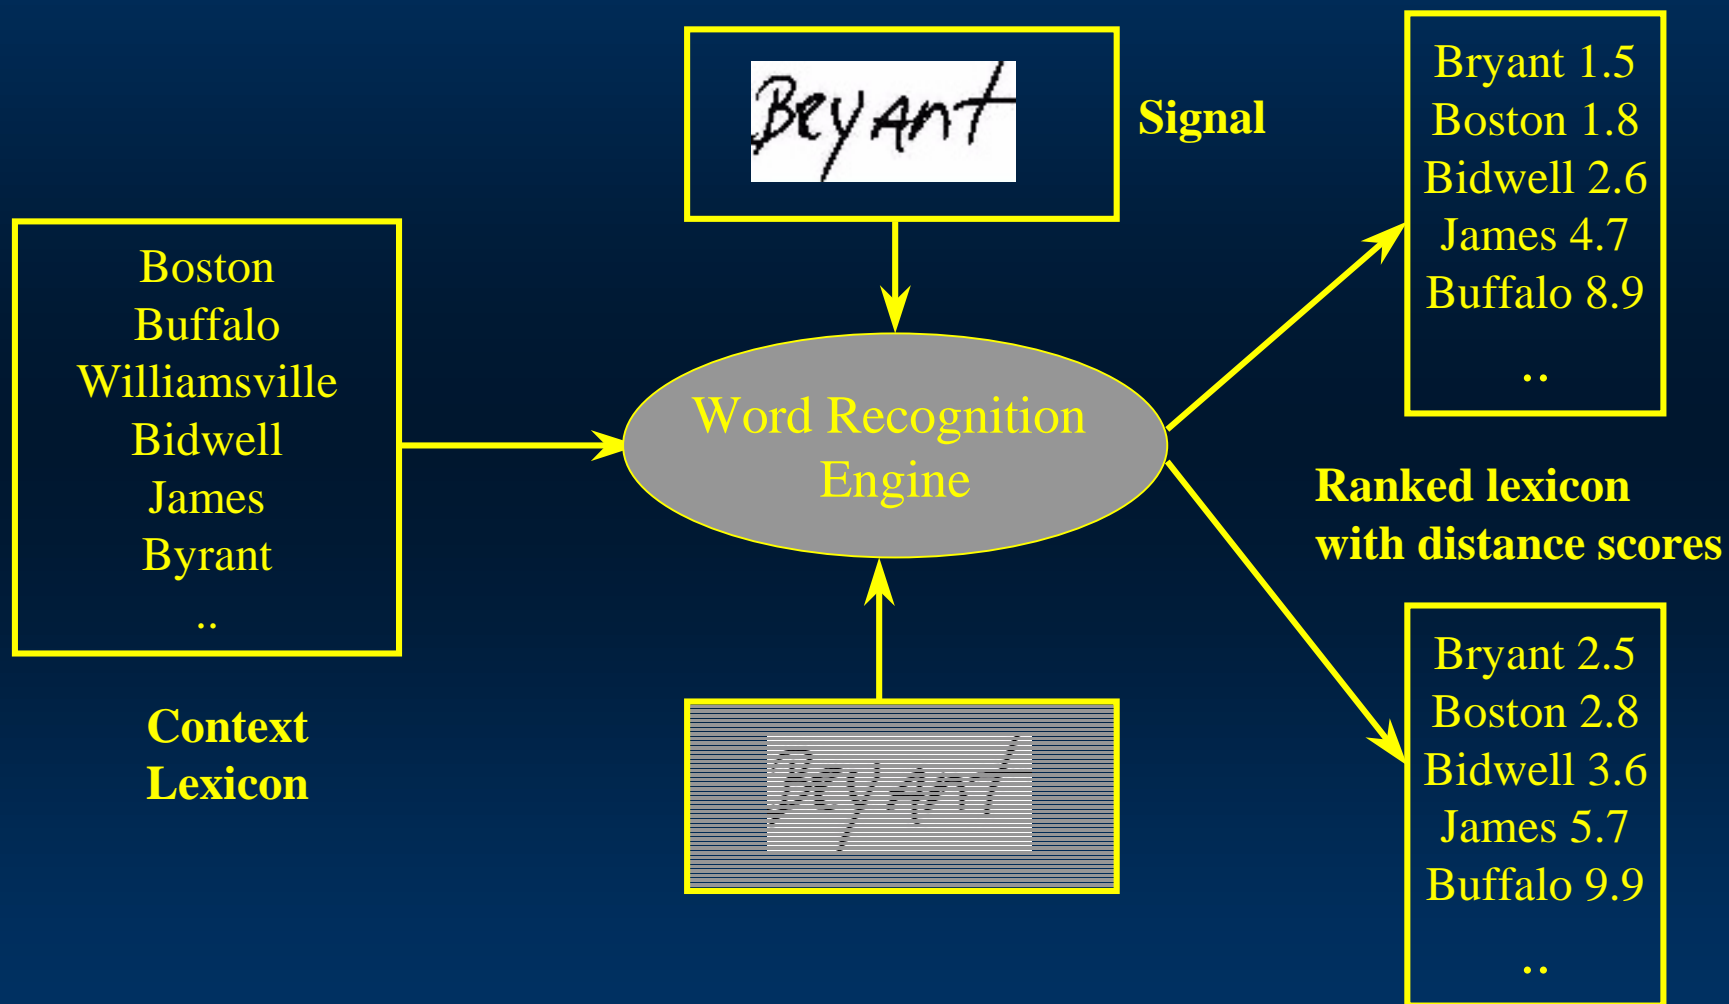 Boston
Buffalo
Williamsville
Bidwell
James
Byrant
..
Context
Lexicon
Bryant
Signal
Word Recognition
Engine
Bryant
Bryant 1.5
Boston 1.8
Bidwell 2.6
James 4.7
Buffalo 8.9
..
Ranked lexicon
with distance scores
Bryant 2.5
Boston 2.8
Bidwell 3.6
James 5.7
Buffalo 9.9
..